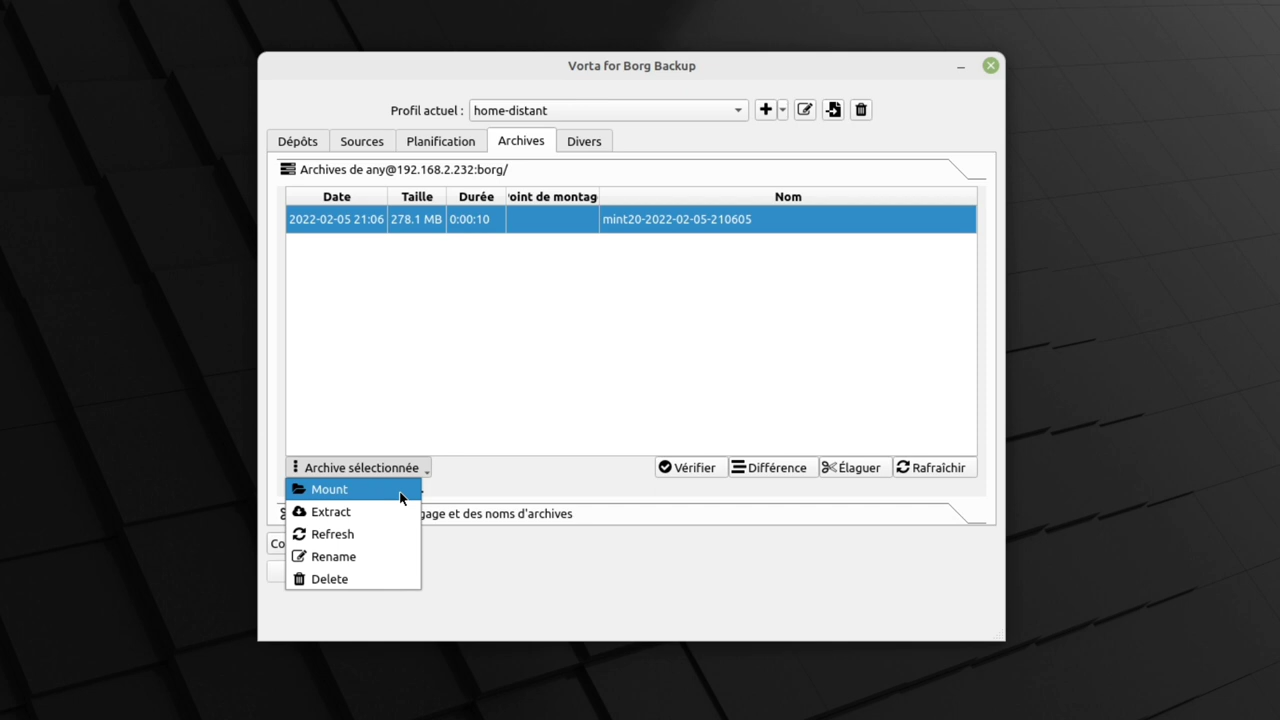 Vorta for Borg Backup
Profil actuel : home-distant
Dépôts Sources Planification Archives Divers
Archives de any@192.168.2.232:borg/
Date Taille Durée oint de montag Nom
2022-02-05 21:06 278.1 MB 0:00:10 mint20-2022-02-05-210605
Archive sélectionnée Vérifier Différence Élaguer Rafraîchir
Mount
Extract
gage et des noms d'archives
Refresh
Co
Rename
Delete